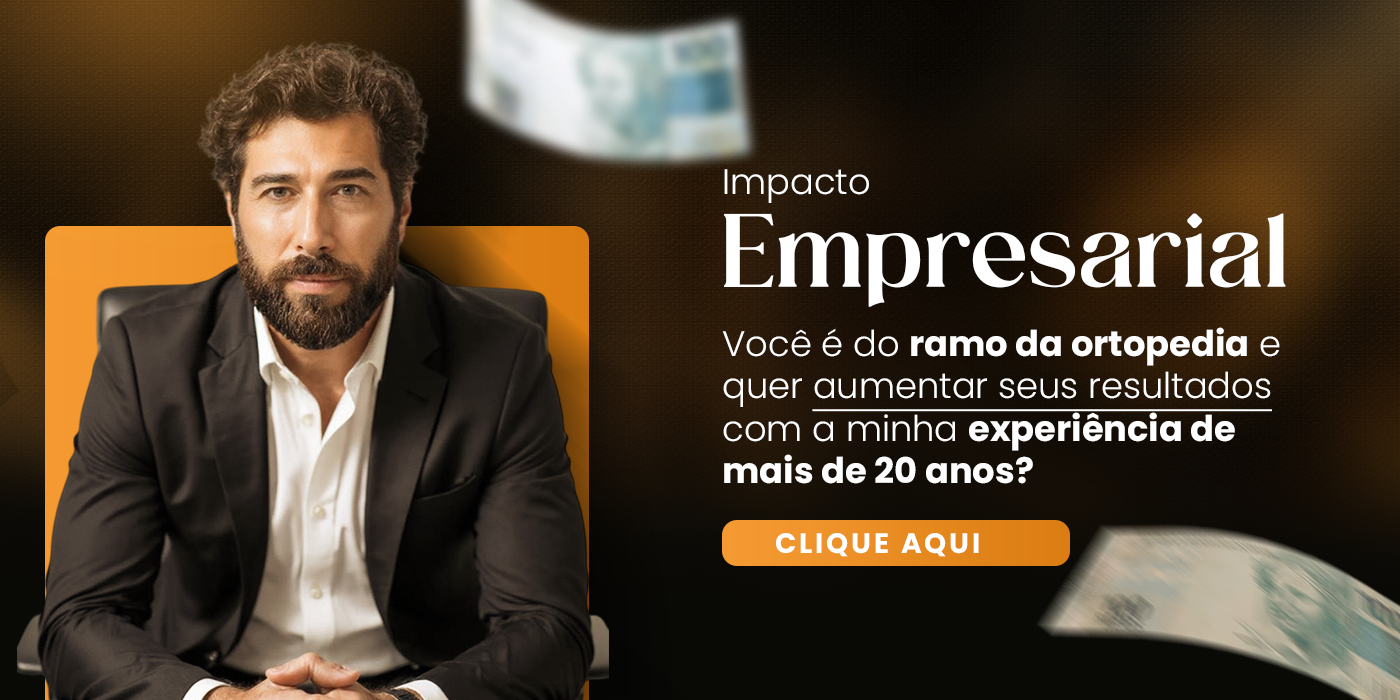 Impacto
Empresarial
Você é do ramo da ortopedia e
quer aumentar seus resultados
com a minha experiência de
mais de 20 anos?
CLIQUE AQUI